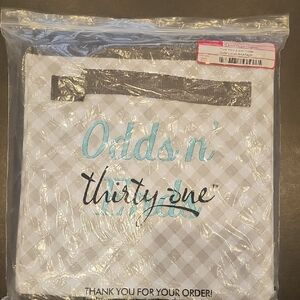 Odds n'
thirty-one
Ends
THANK YOU FOR YOUR ORDER!